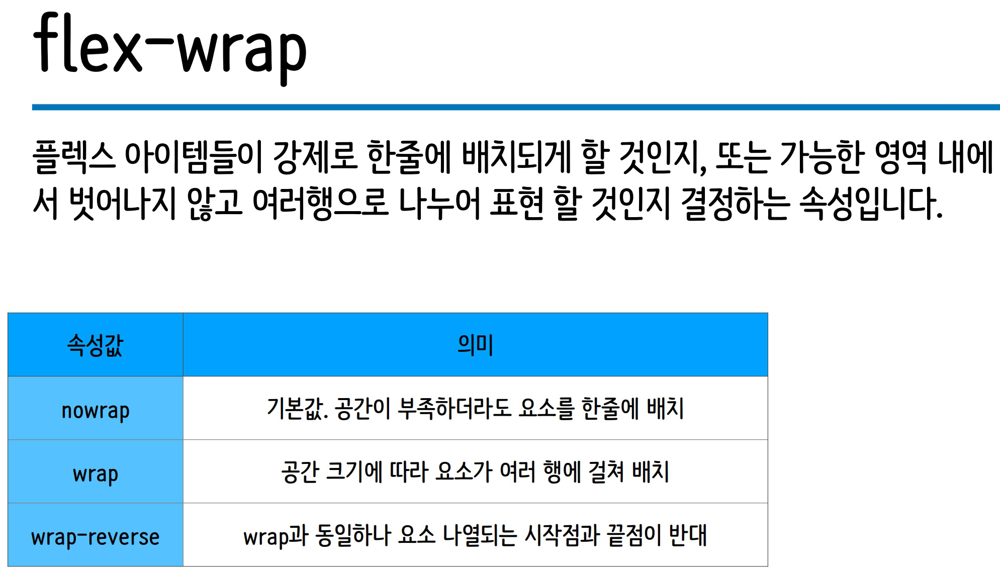 flex-wrap
플렉스 아이템들이 강제로 한줄에 배치되게 할 것인지, 또는 가능한 영역 내에
서 벗어나지 않고 여러행으로 나누어 표현 할 것인지 결정하는 속성입니다.
속성값 의미
nowrap 기본값. 공간이 부족하더라도 요소를 한줄에 배치
wrap 공간 크기에 따라 요소가 여러 행에 걸쳐 배치
wrap-reverse wrap과 동일하나 요소 나열되는 시작점과 끝점이 반대